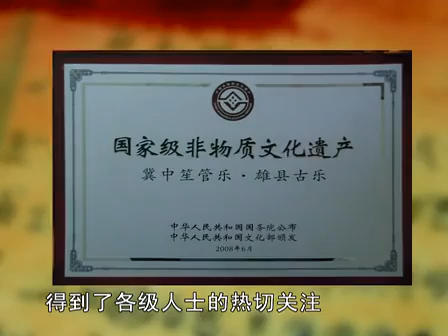 国家级非物质文化遗产
冀中笙管乐·雄县古乐
中华人民共和国国务院公布
中华人民共和国文化部颁发
2008年6月
得到了各级人士的热切关注